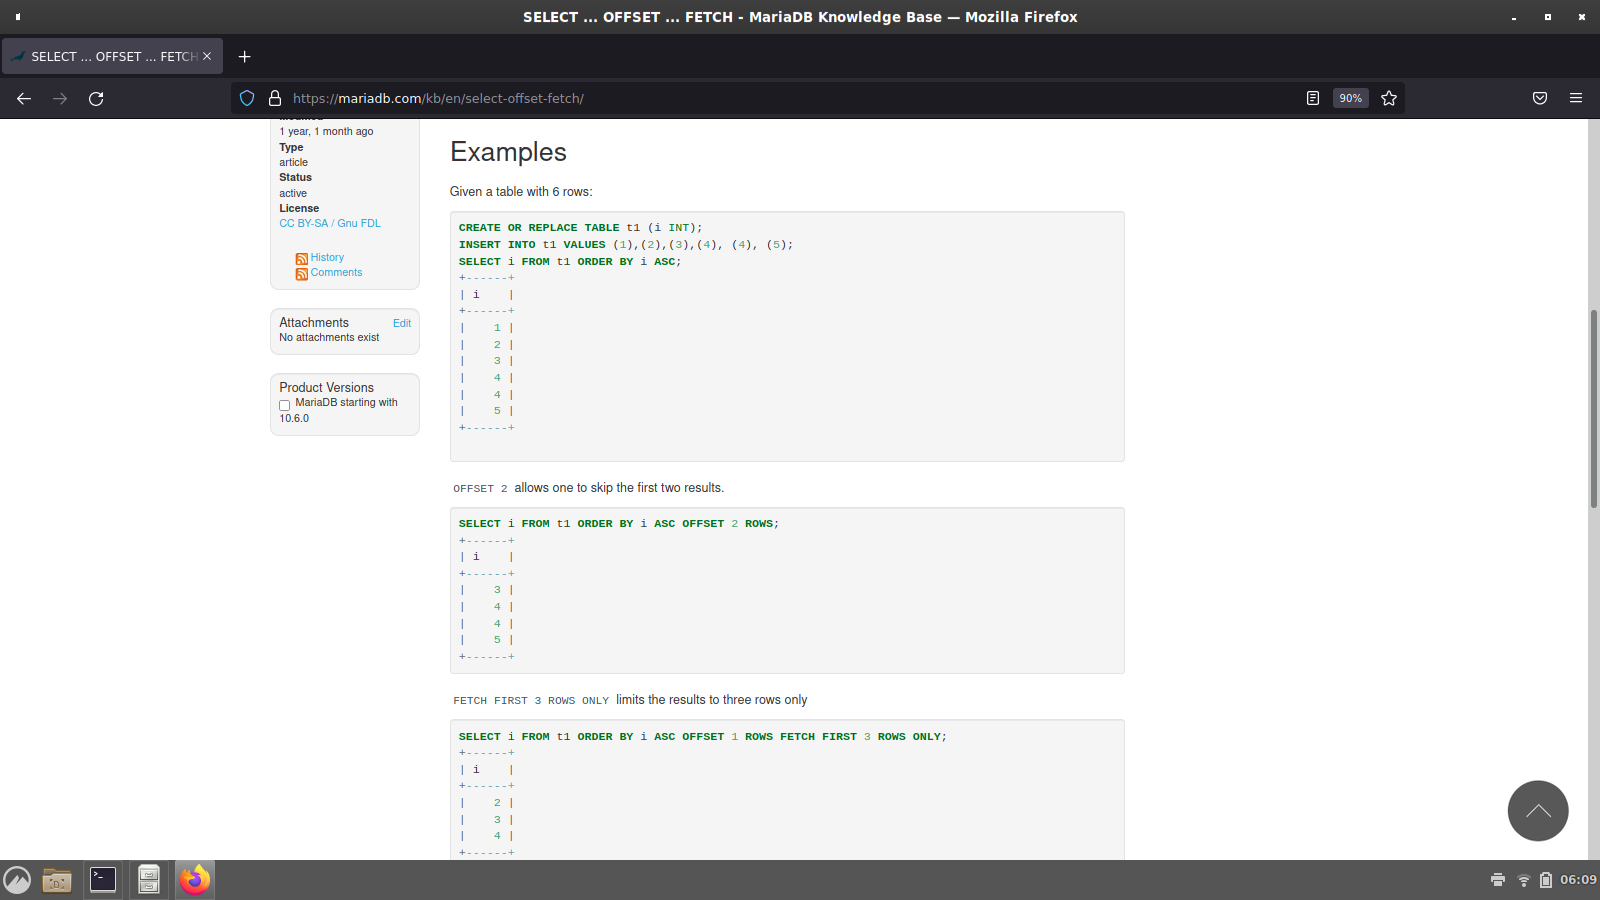 SELECT ... OFFSET ... FETCH - MariaDB Knowledge Base — Mozilla Firefox
SELECT ... OFFSET ... FETCH
https://mariadb.com/kb/en/select-offset-fetch/
90%
1 year, 1 month ago
Type
article
Status
active
License
CC BY-SA / Gnu FDL
History
Comments
Attachments Edit
No attachments exist
Product Versions
MariaDB starting with
10.6.0
Examples
Given a table with 6 rows:
CREATE OR REPLACE TABLE t1 (i INT);
INSERT INTO t1 VALUES (1),(2),(3),(4), (4), (5);
SELECT i FROM t1 ORDER BY i ASC;
+------+
| i    |
+------+
|    1 |
|    2 |
|    3 |
|    4 |
|    4 |
|    5 |
+------+
OFFSET 2 allows one to skip the first two results.
SELECT i FROM t1 ORDER BY i ASC OFFSET 2 ROWS;
+------+
| i    |
+------+
|    3 |
|    4 |
|    4 |
|    5 |
+------+
FETCH FIRST 3 ROWS ONLY limits the results to three rows only
SELECT i FROM t1 ORDER BY i ASC OFFSET 1 ROWS FETCH FIRST 3 ROWS ONLY;
+------+
| i    |
+------+
|    2 |
|    3 |
|    4 |
+------+
06:09